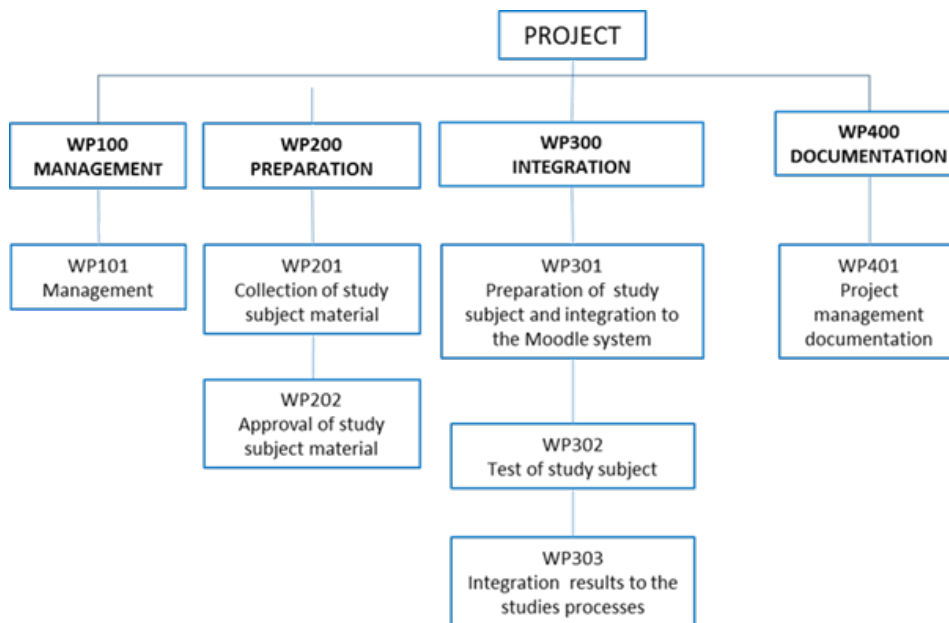 PROJECT
WP100
MANAGEMENT
WP200
PREPARATION
WP300
INTEGRATION
WP400
DOCUMENTATION
WP101
Management
WP201
Collection of study
subject material
WP301
Preparation of study
subject and integration to
the Moodle system
WP401
Project
management
documentation
WP202
Approval of study
subject material
WP302
Test of study subject
WP303
Integration results to the
studies processes